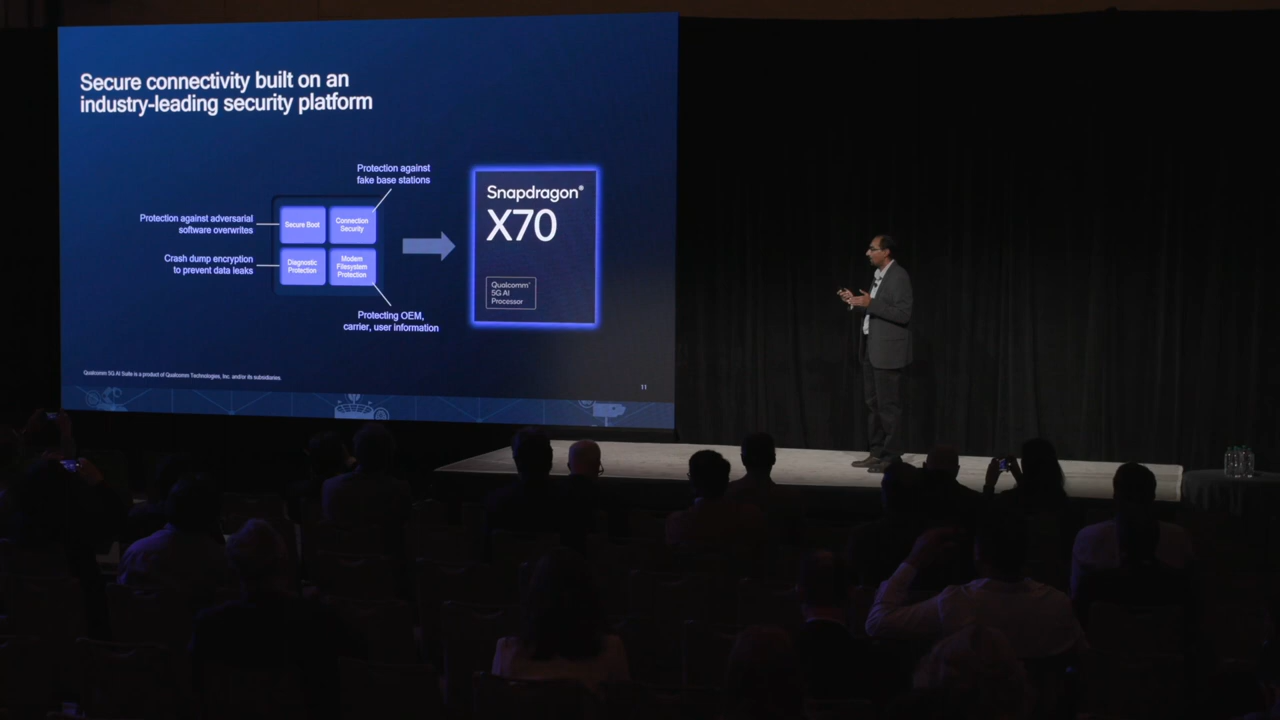 Secure connectivity built on an
industry-leading security platform
Protection against
fake base stations
Protection against adversarial
software overwrites
Secure Boot
Connection
Security
Crash dump encryption
to prevent data leaks
Diagnostic
Protection
Modem
Filesystem
Protection
Protecting OEM,
carrier, user information
Snapdragon®
X70
Qualcomm®
5G AI
Processor
Qualcomm 5G AI Suite is a product of Qualcomm Technologies, Inc. and/or its subsidiaries.
11